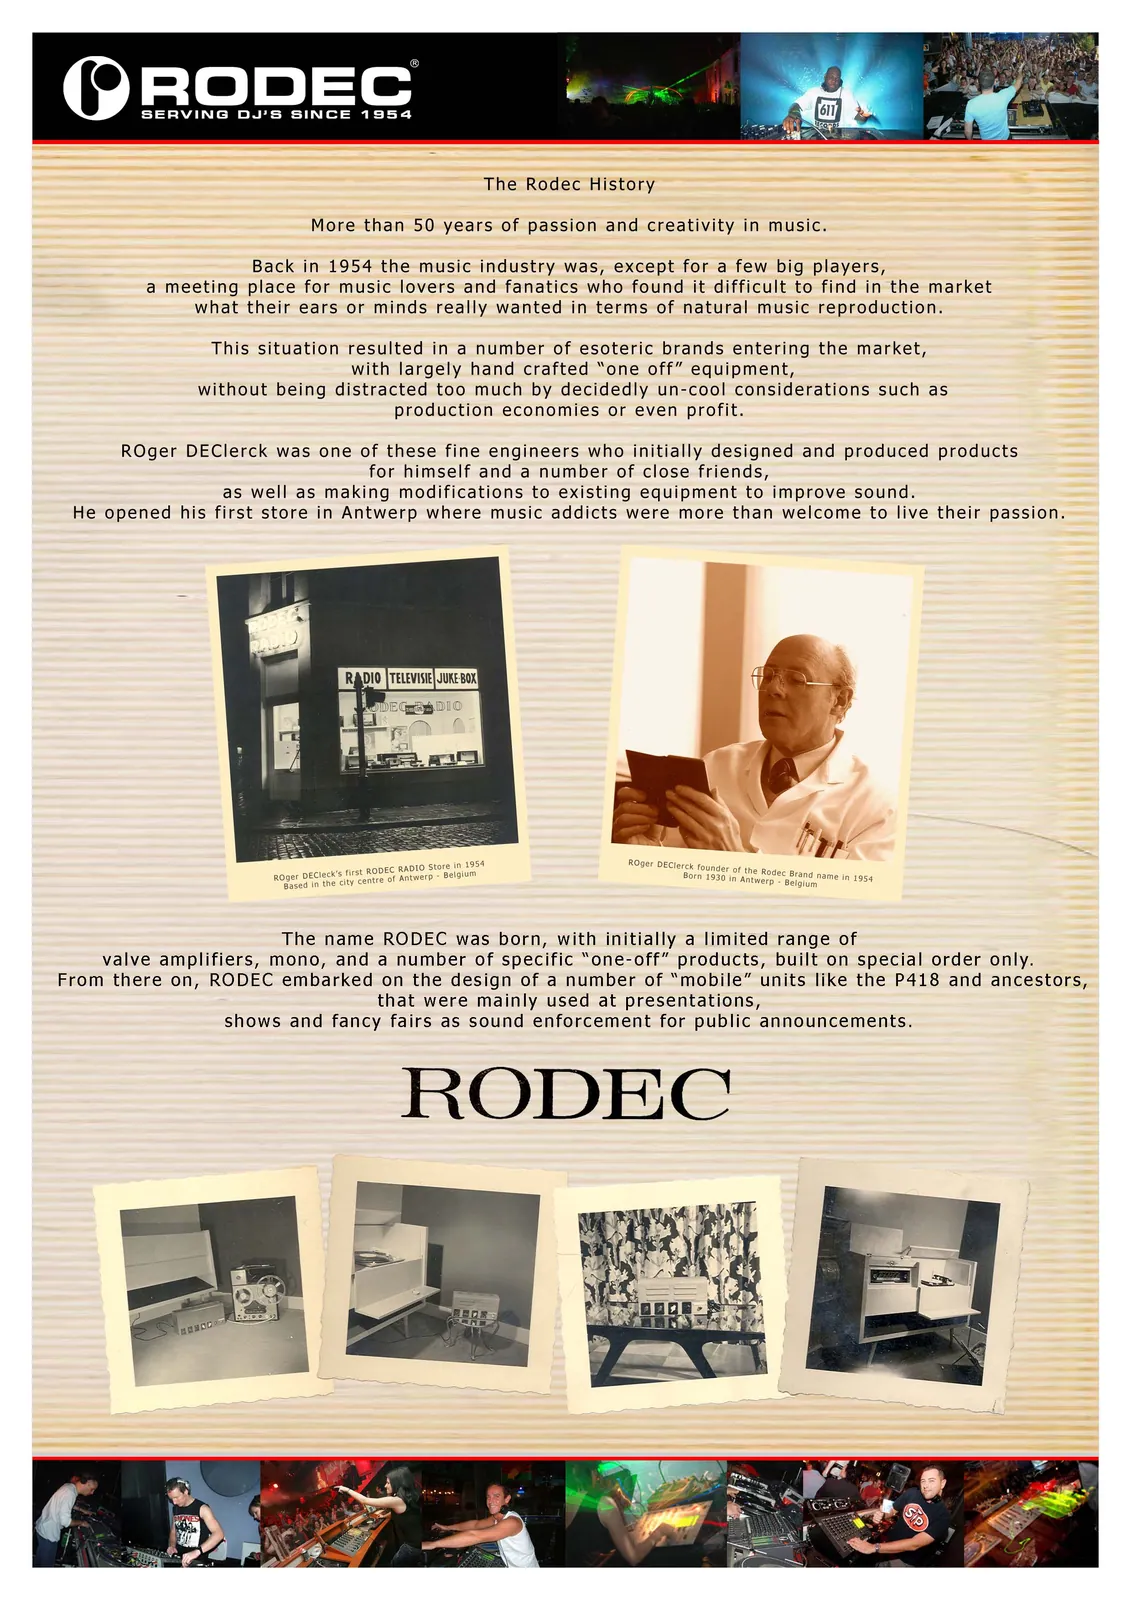 RODEC®
SERVING DJ'S SINCE 1954
611
The Rodec History
More than 50 years of passion and creativity in music.
Back in 1954 the music industry was, except for a few big players,
a meeting place for music lovers and fanatics who found it difficult to find in the market
what their ears or minds really wanted in terms of natural music reproduction.
This situation resulted in a number of esoteric brands entering the market,
with largely hand crafted “one off” equipment,
without being distracted too much by decidedly un-cool considerations such as
production economies or even profit.
ROger DEClerck was one of these fine engineers who initially designed and produced products
for himself and a number of close friends,
as well as making modifications to existing equipment to improve sound.
He opened his first store in Antwerp where music addicts were more than welcome to live their passion.
RODEC
RADIO
RADIO TELEVISIE JUKE-BOX
RODEC RADIO
ROger DECleck's first RODEC RADIO Store in 1954
Based in the city centre of Antwerp - Belgium
ROger DEClerck founder of the Rodec Brand name in 1954
Born 1930 in Antwerp - Belgium
The name RODEC was born, with initially a limited range of
valve amplifiers, mono, and a number of specific “one-off” products, built on special order only.
From there on, RODEC embarked on the design of a number of “mobile” units like the P418 and ancestors,
that were mainly used at presentations,
shows and fancy fairs as sound enforcement for public announcements.
RODEC